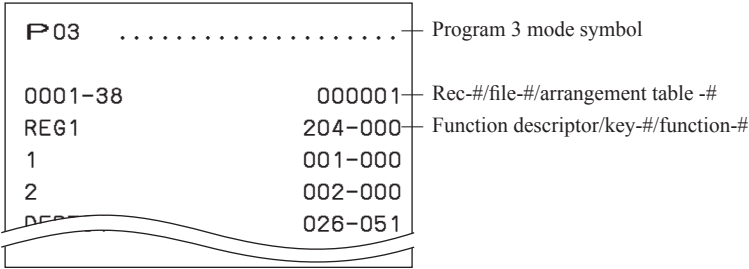 P03 ..................... Program 3 mode symbol
0001-38 000001 Rec-#/file-#/arrangement table -#
REG1 204-000 Function descriptor/key-#/function-#
1 001-000
2 002-000
026-051